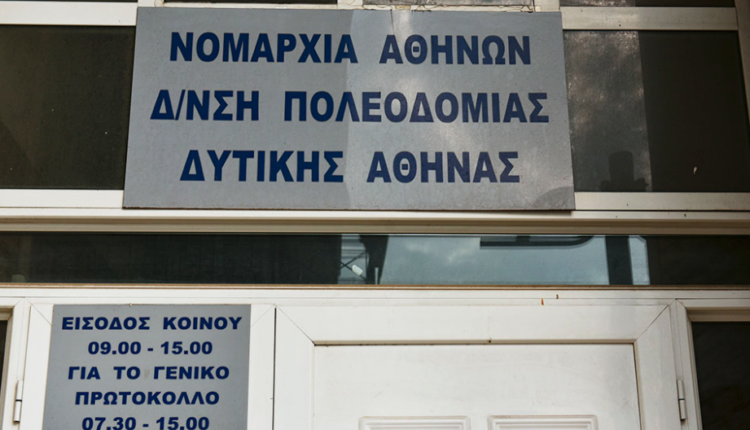 ΝΟΜΑΡΧΙΑ ΑΘΗΝΩΝ
Δ/ΝΣΗ ΠΟΛΕΟΔΟΜΙΑΣ
ΔΥΤΙΚΗΣ ΑΘΗΝΑΣ
ΕΙΣΟΔΟΣ ΚΟΙΝΟΥ
09.00 - 15.00
ΓΙΑ ΤΟ ΓΕΝΙΚΟ
ΠΡΩΤΟΚΟΛΛΟ
07.30 - 15.00